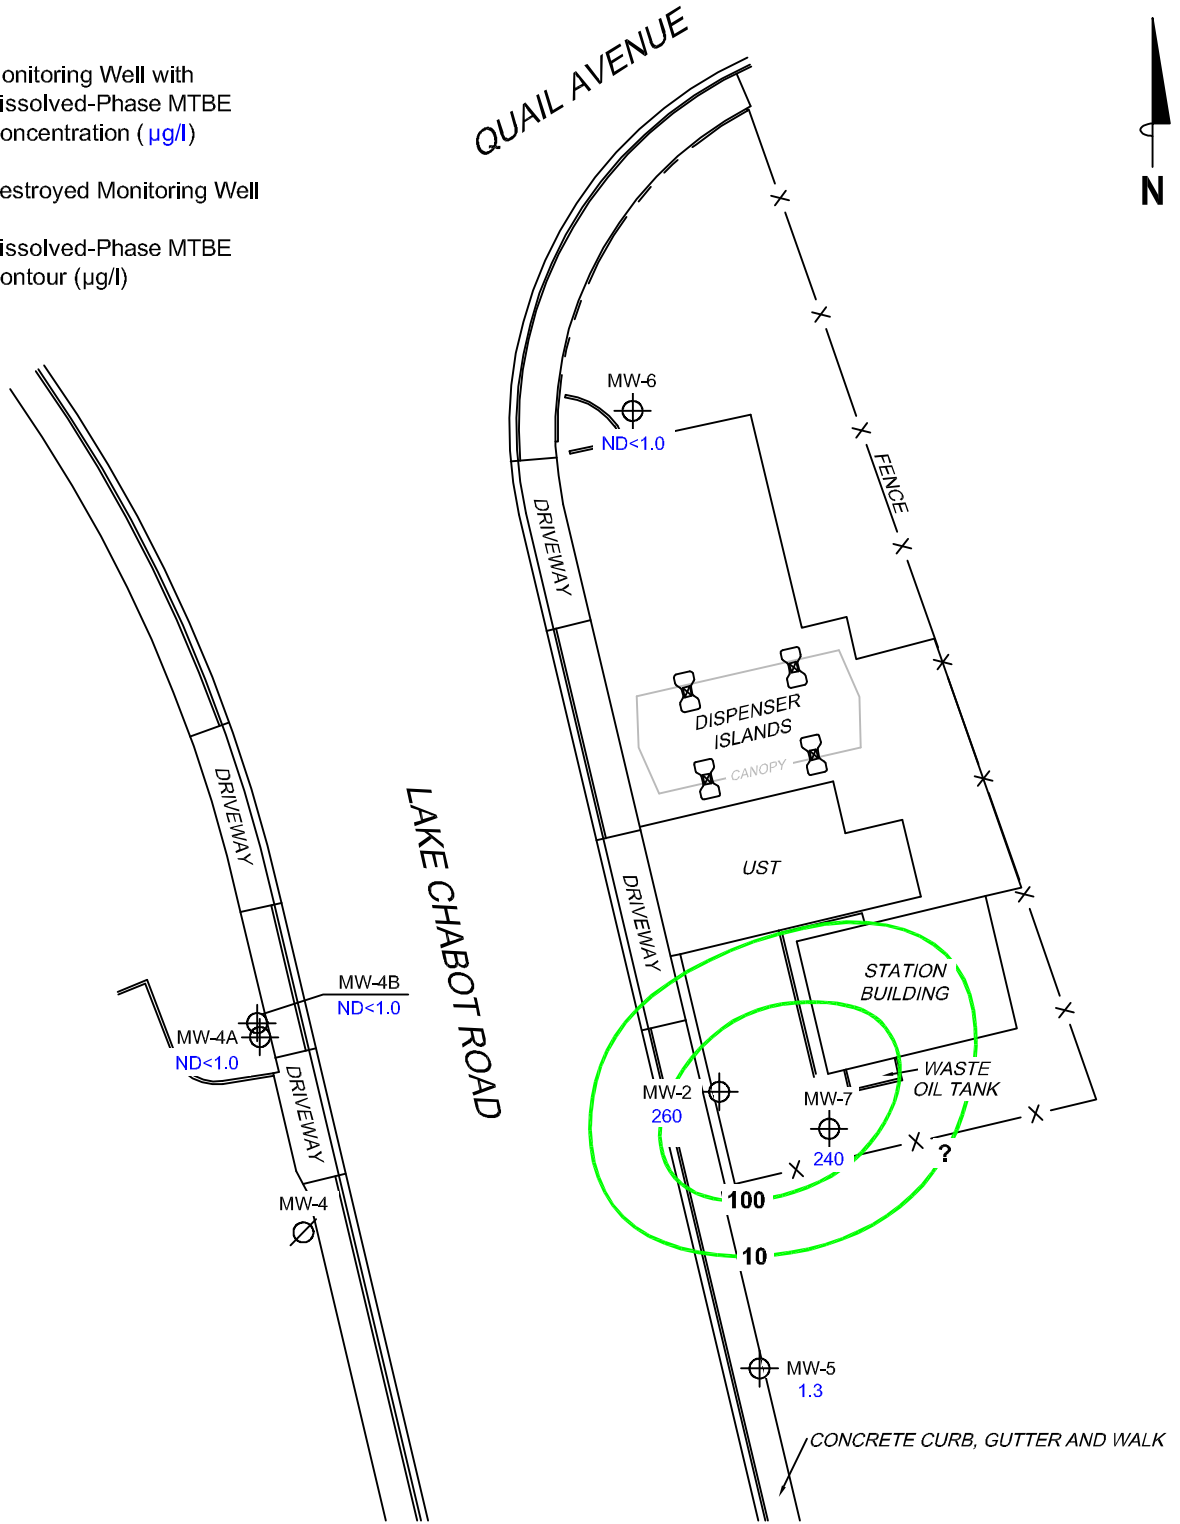 onitoring Well with
issolved-Phase MTBE
oncentration (µg/l)
estroyed Monitoring Well
issolved-Phase MTBE
ontour (µg/l)
QUAIL AVENUE
N
MW-6
ND<1.0
FENCE
DRIVEWAY
DISPENSER
ISLANDS
CANOPY
DRIVEWAY
LAKE CHABOT ROAD
UST
DRIVEWAY
STATION
BUILDING
MW-4B
ND<1.0
MW-4A
ND<1.0
DRIVEWAY
WASTE
OIL TANK
MW-2
260
MW-7
240
?
100
MW-4
10
MW-5
1.3
CONCRETE CURB, GUTTER AND WALK